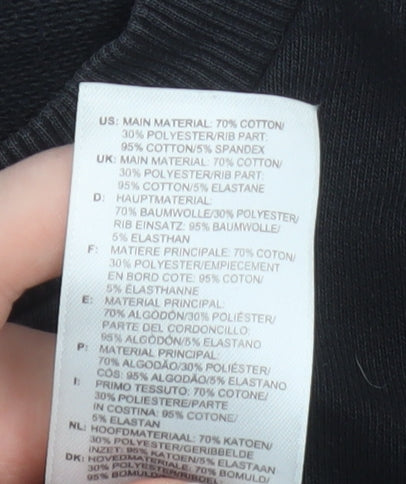 US: MAIN MATERIAL: 70% COTTON/
30% POLYESTER/RIB PART:
95% COTTON/5% SPANDEX
UK: MAIN MATERIAL: 70% COTTON/
30% POLYESTER/RIB PART:
95% COTTON/5% ELASTANE
D: HAUPTMATERIAL:
70% BAUMWOLLE/30% POLYESTER/
RIB EINSATZ: 95% BAUMWOLLE/
5% ELASTHAN
F: MATIERE PRINCIPALE: 70% COTON/
30% POLYESTER/EMPIECEMENT
EN BORD COTE: 95% COTON/
5% ELASTHANNE
E: MATERIAL PRINCIPAL:
70% ALGODÓN/30% POLIÉSTER/
PARTE DEL CORDONCILLO:
95% ALGODÓN/5% ELASTANO
P: MATERIAL PRINCIPAL:
70% ALGODÃO/30% POLIÉSTER/
CÓS: 95% ALGODÃO/5% ELASTANO
I: PRIMO TESSUTO: 70% COTONE/
30% POLIESTERE/PARTE
IN COSTINA: 95% COTONE/
5% ELASTAN
NL: HOOFDMATERIAAL: 70% KATOEN/
30% POLYESTER/GERIBBELDE
INZET: 95% KATOEN/5% ELASTAAN
DK: HOVEDMATERIALE: 70% BOMULD/
30% POLYESTER/RIBDEL:
95% BOMULD/